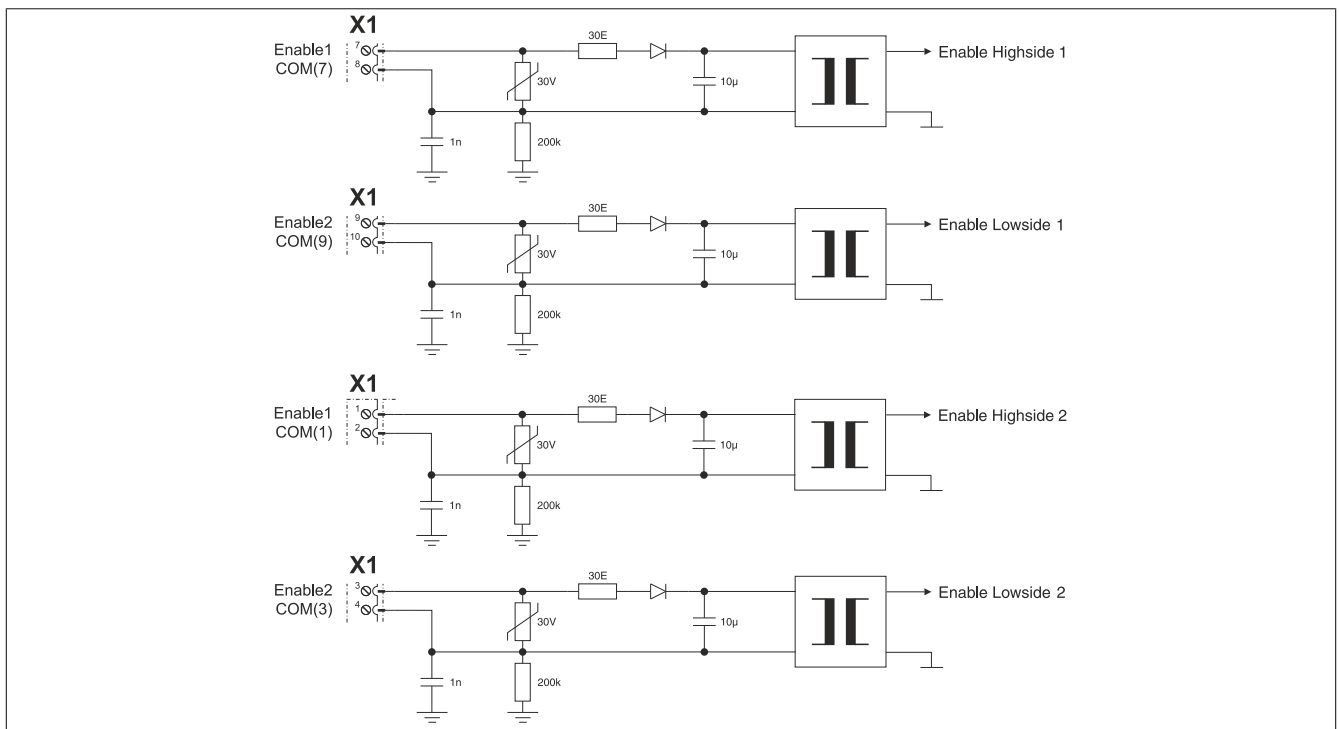 X1
Enable1 7
COM(7) 8
30E
30V
10µ
Enable Highside 1
1n
200k
X1
Enable2 9
COM(9) 10
30E
30V
10µ
Enable Lowside 1
1n
200k
X1
Enable1 1
COM(1) 2
30E
30V
10µ
Enable Highside 2
1n
200k
X1
Enable2 3
COM(3) 4
30E
30V
10µ
Enable Lowside 2
1n
200k